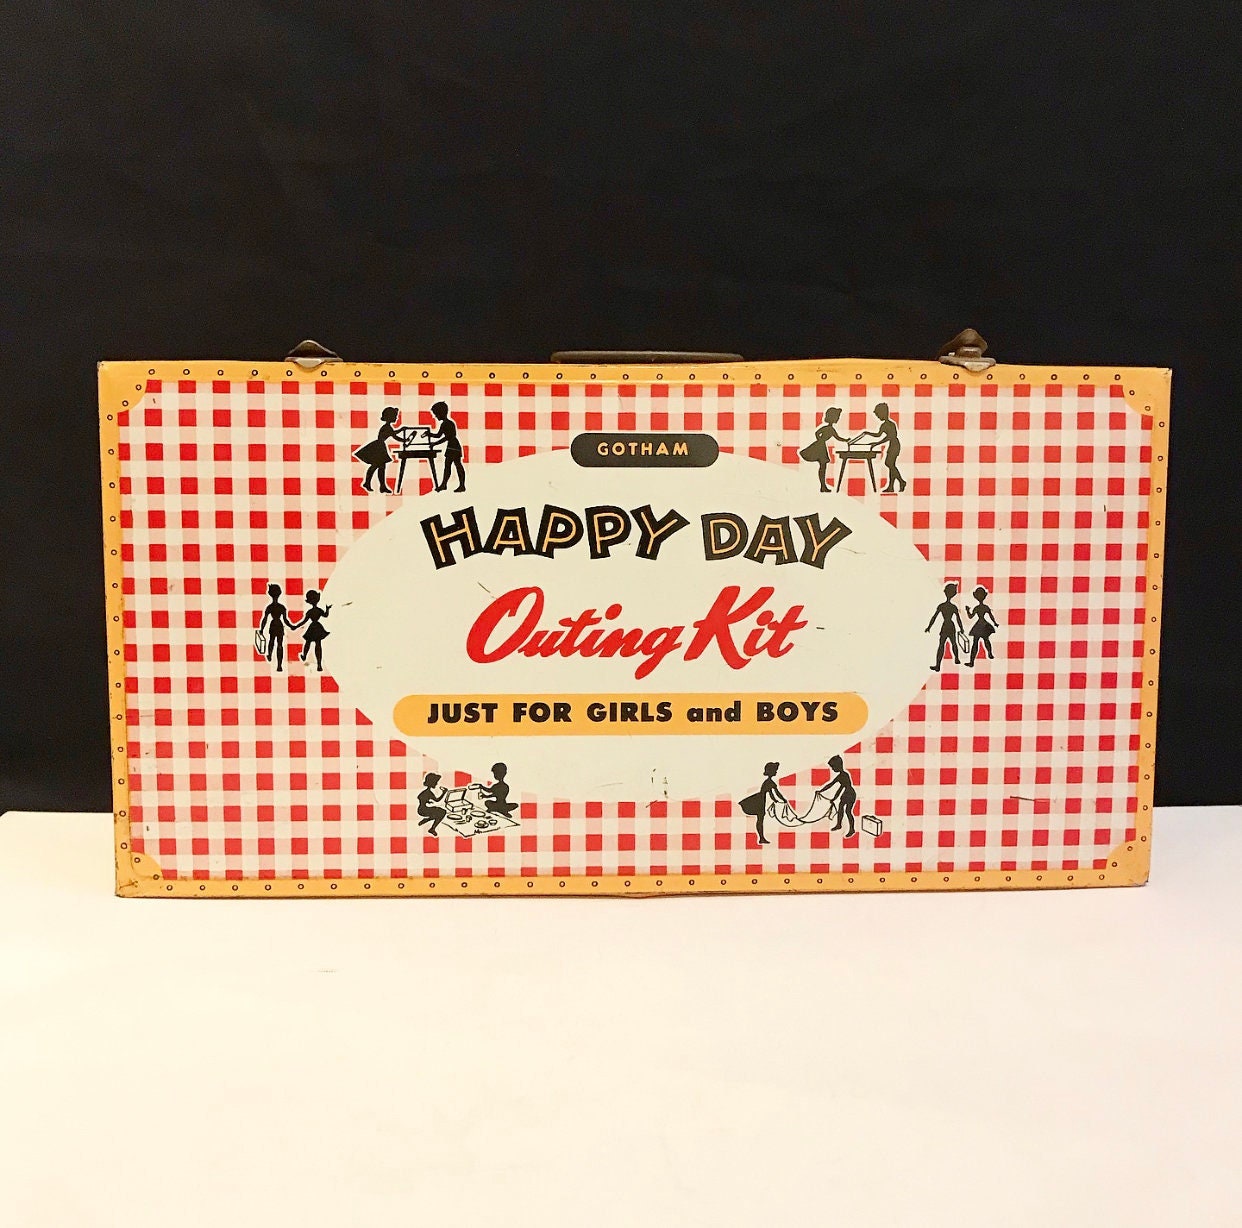 GOTHAM
HAPPY DAY
Outing Kit
JUST FOR GIRLS and BOYS